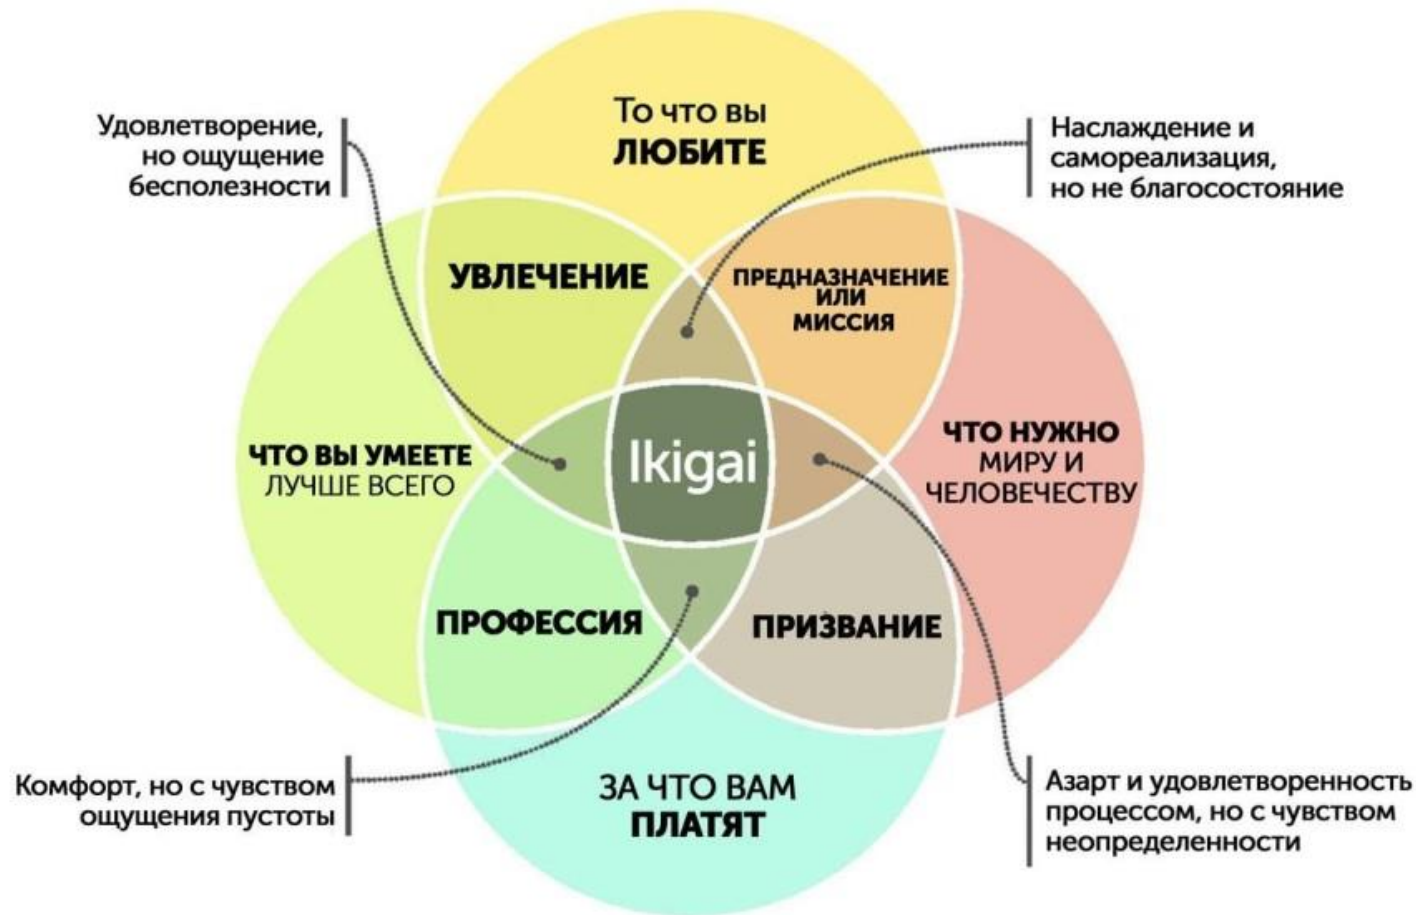 То что вы
ЛЮБИТЕ
Удовлетворение,
но ощущение
бесполезности
Наслаждение и
самореализация,
но не благосостояние
УВЛЕЧЕНИЕ
ПРЕДНАЗНАЧЕНИЕ
ИЛИ
МИССИЯ
ЧТО ВЫ УМЕЕТЕ
ЛУЧШЕ ВСЕГО
Ikigai
ЧТО НУЖНО
МИРУ И
ЧЕЛОВЕЧЕСТВУ
ПРОФЕССИЯ
ПРИЗВАНИЕ
Комфорт, но с чувством
ощущения пустоты
ЗА ЧТО ВАМ
ПЛАТЯТ
Азарт и удовлетворенность
процессом, но с чувством
неопределенности